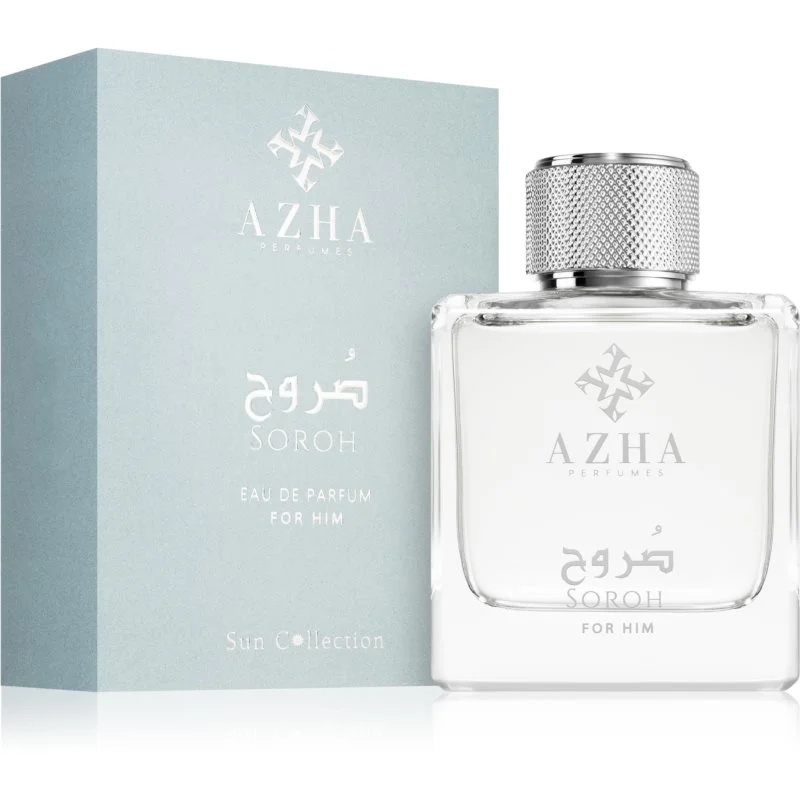 AZHA
PERFUMES
صُروح
SOROH
EAU DE PARFUM
FOR HIM
Sun Collection
AZHA
PERFUMES
صُروح
SOROH
FOR HIM